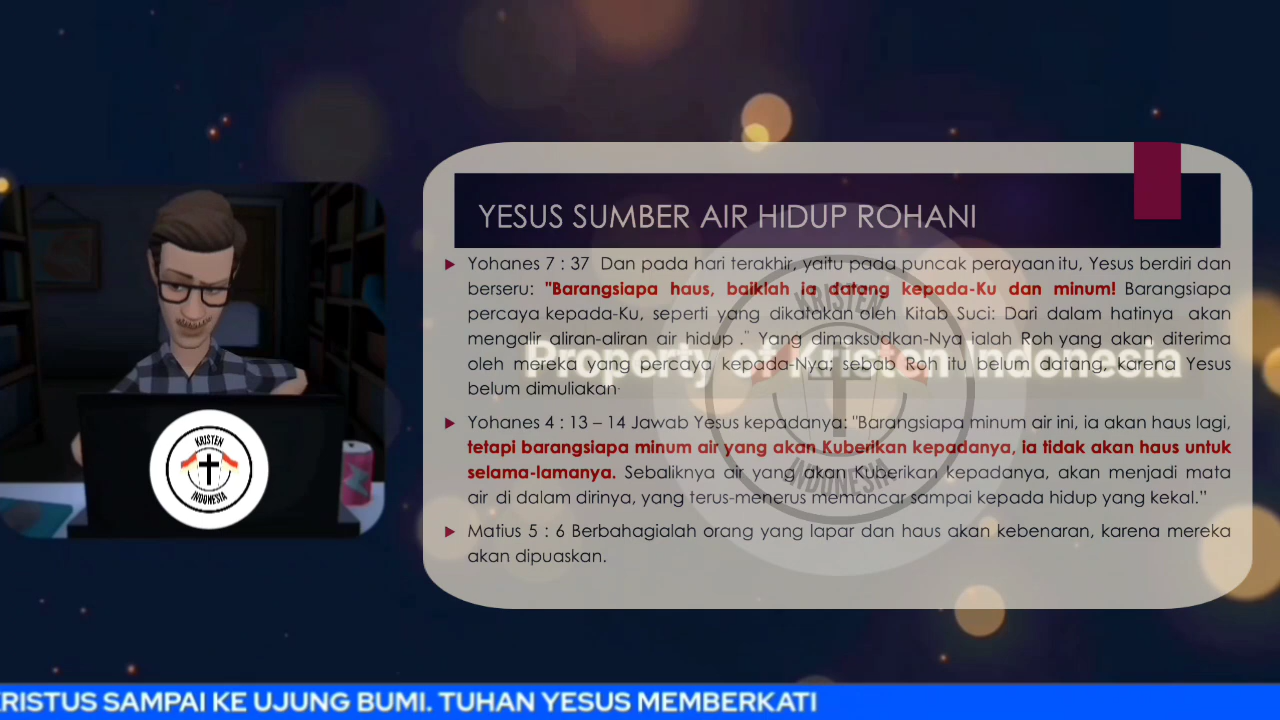 YESUS SUMBER AIR HIDUP ROHANI
Yohanes 7 : 37 Dan pada hari terakhir, yaitu pada puncak perayaan itu, Yesus berdiri dan
berseru: "Barangsiapa haus, baiklah ia datang kepada-Ku dan minum! Barangsiapa
percaya kepada-Ku, seperti yang dikatakan oleh Kitab Suci: Dari dalam hatinya akan
mengalir aliran-aliran air hidup ." Yang dimaksudkan-Nya ialah Roh yang akan diterima
oleh mereka yang percaya kepada-Nya; sebab Roh itu belum datang, karena Yesus
belum dimuliakan.
Property of Kristen Indonesia
Yohanes 4 : 13 – 14 Jawab Yesus kepadanya: "Barangsiapa minum air ini, ia akan haus lagi,
tetapi barangsiapa minum air yang akan Kuberikan kepadanya, ia tidak akan haus untuk
selama-lamanya. Sebaliknya air yang akan Kuberikan kepadanya, akan menjadi mata
air di dalam dirinya, yang terus-menerus memancar sampai kepada hidup yang kekal."
Matius 5 : 6 Berbahagialah orang yang lapar dan haus akan kebenaran, karena mereka
akan dipuaskan.
KRISTEN
INDONESIA
KRISTEN
INDONESIA
KRISTUS SAMPAI KE UJUNG BUMI. TUHAN YESUS MEMBERKATI